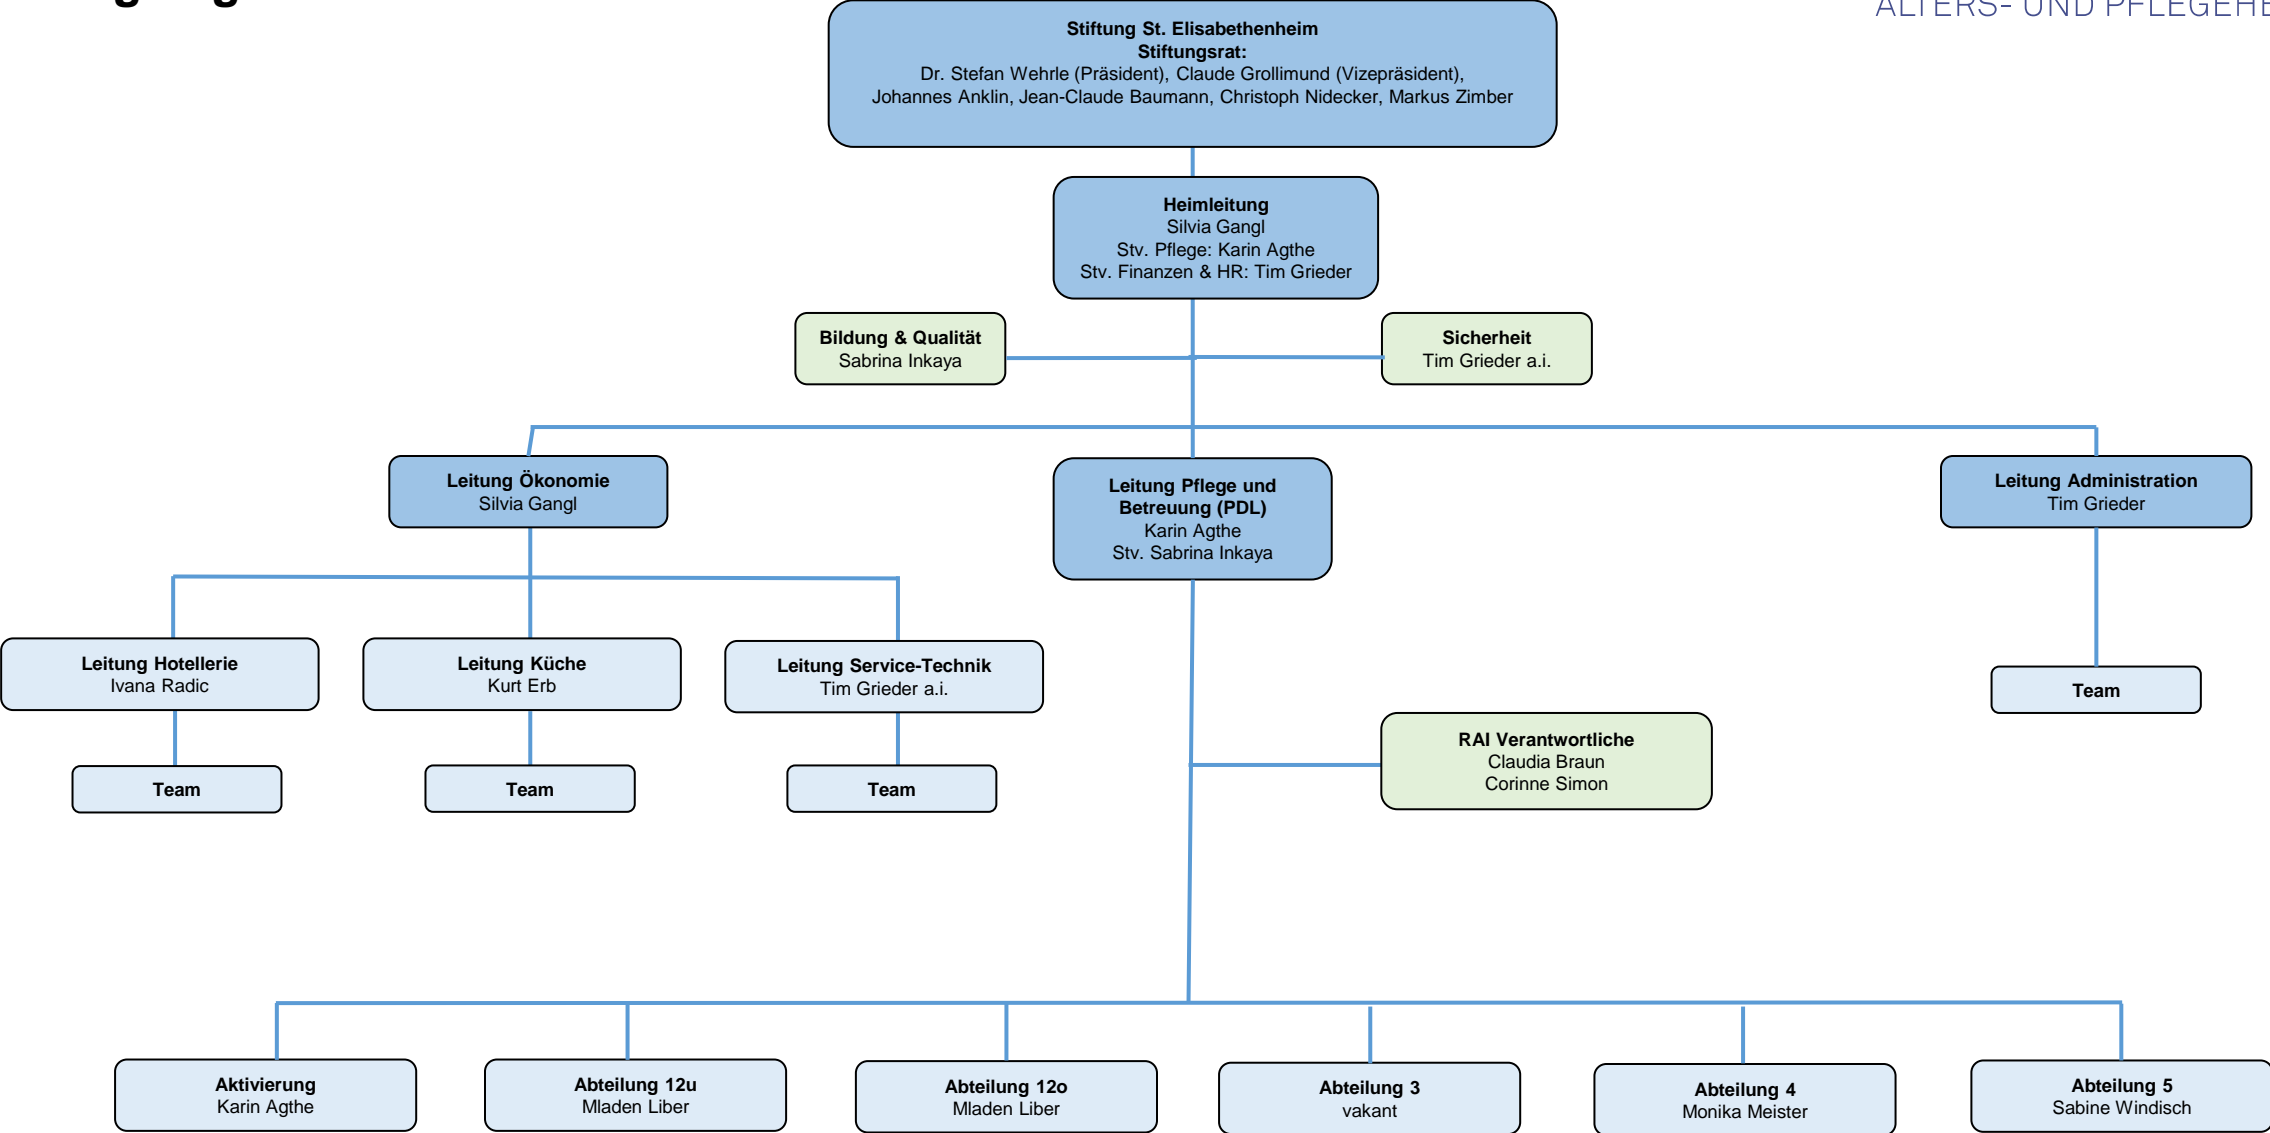 ALTERS- UND PFLEGEHE
Stiftung St. Elisabethenheim
Stiftungsrat:
Dr. Stefan Wehrle (Präsident), Claude Grollimund (Vizepräsident),
Johannes Anklin, Jean-Claude Baumann, Christoph Nidecker, Markus Zimber
Heimleitung
Silvia Gangl
Stv. Pflege: Karin Agthe
Stv. Finanzen & HR: Tim Grieder
Bildung & Qualität
Sabrina Inkaya
Sicherheit
Tim Grieder a.i.
Leitung Ökonomie
Silvia Gangl
Leitung Pflege und
Betreuung (PDL)
Karin Agthe
Stv. Sabrina Inkaya
Leitung Administration
Tim Grieder
Leitung Hotellerie
Ivana Radic
Leitung Küche
Kurt Erb
Leitung Service-Technik
Tim Grieder a.i.
Team
RAI Verantwortliche
Claudia Braun
Corinne Simon
Team
Team
Team
Aktivierung
Karin Agthe
Abteilung 12u
Mladen Liber
Abteilung 12o
Mladen Liber
Abteilung 3
vakant
Abteilung 4
Monika Meister
Abteilung 5
Sabine Windisch